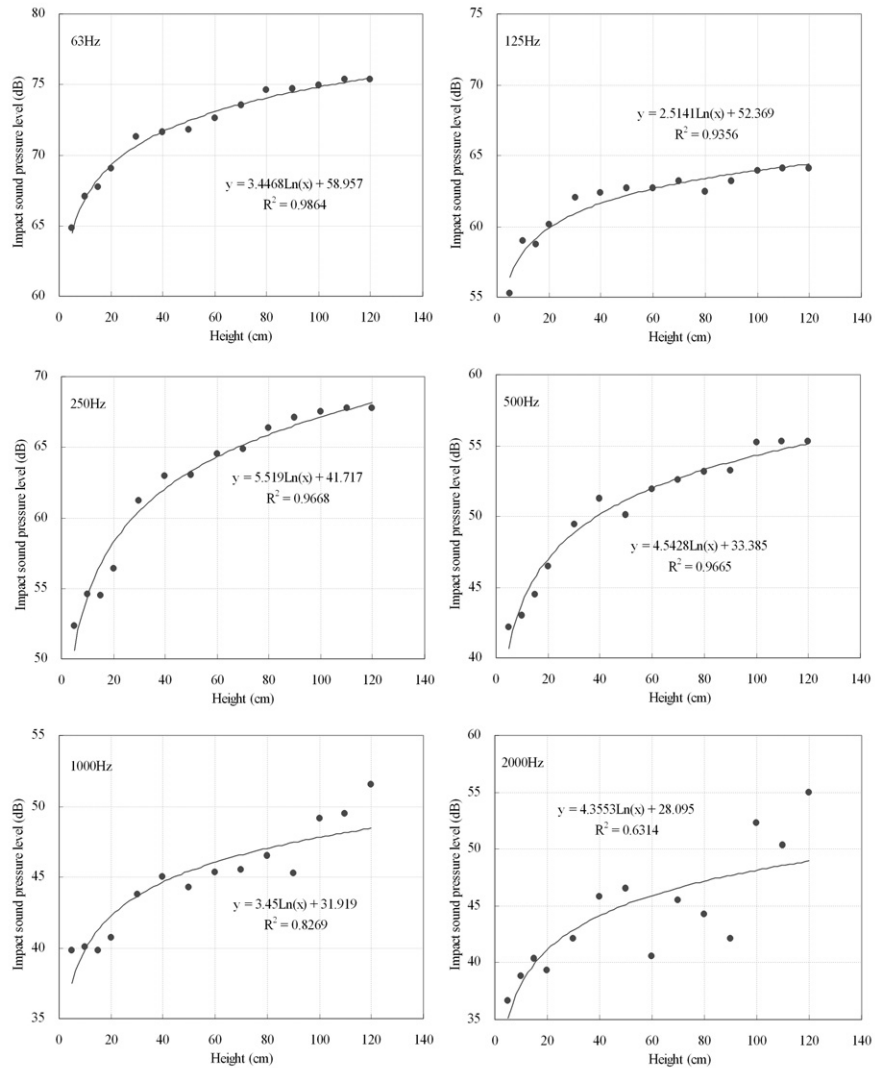 80
75
70
65
60
Impact sound pressure level (dB)
63Hz
y = 3.4468Ln(x) + 58.957
R2 = 0.9864
0 20 40 60 80 100 120 140
Height (cm)
75
70
65
60
55
Impact sound pressure level (dB)
125Hz
y = 2.5141Ln(x) + 52.369
R2 = 0.9356
0 20 40 60 80 100 120 140
Height (cm)
70
65
60
55
50
Impact sound pressure level (dB)
250Hz
y = 5.519Ln(x) + 41.717
R2 = 0.9668
0 20 40 60 80 100 120 140
Height (cm)
60
55
50
45
40
Impact sound pressure level (dB)
500Hz
y = 4.5428Ln(x) + 33.385
R2 = 0.9665
0 20 40 60 80 100 120 140
Height (cm)
55
50
45
40
35
Impact sound pressure level (dB)
1000Hz
y = 3.45Ln(x) + 31.919
R2 = 0.8269
0 20 40 60 80 100 120 140
Height (cm)
60
55
50
45
40
35
Impact sound pressure level (dB)
2000Hz
y = 4.3553Ln(x) + 28.095
R2 = 0.6314
0 20 40 60 80 100 120 140
Height (cm)